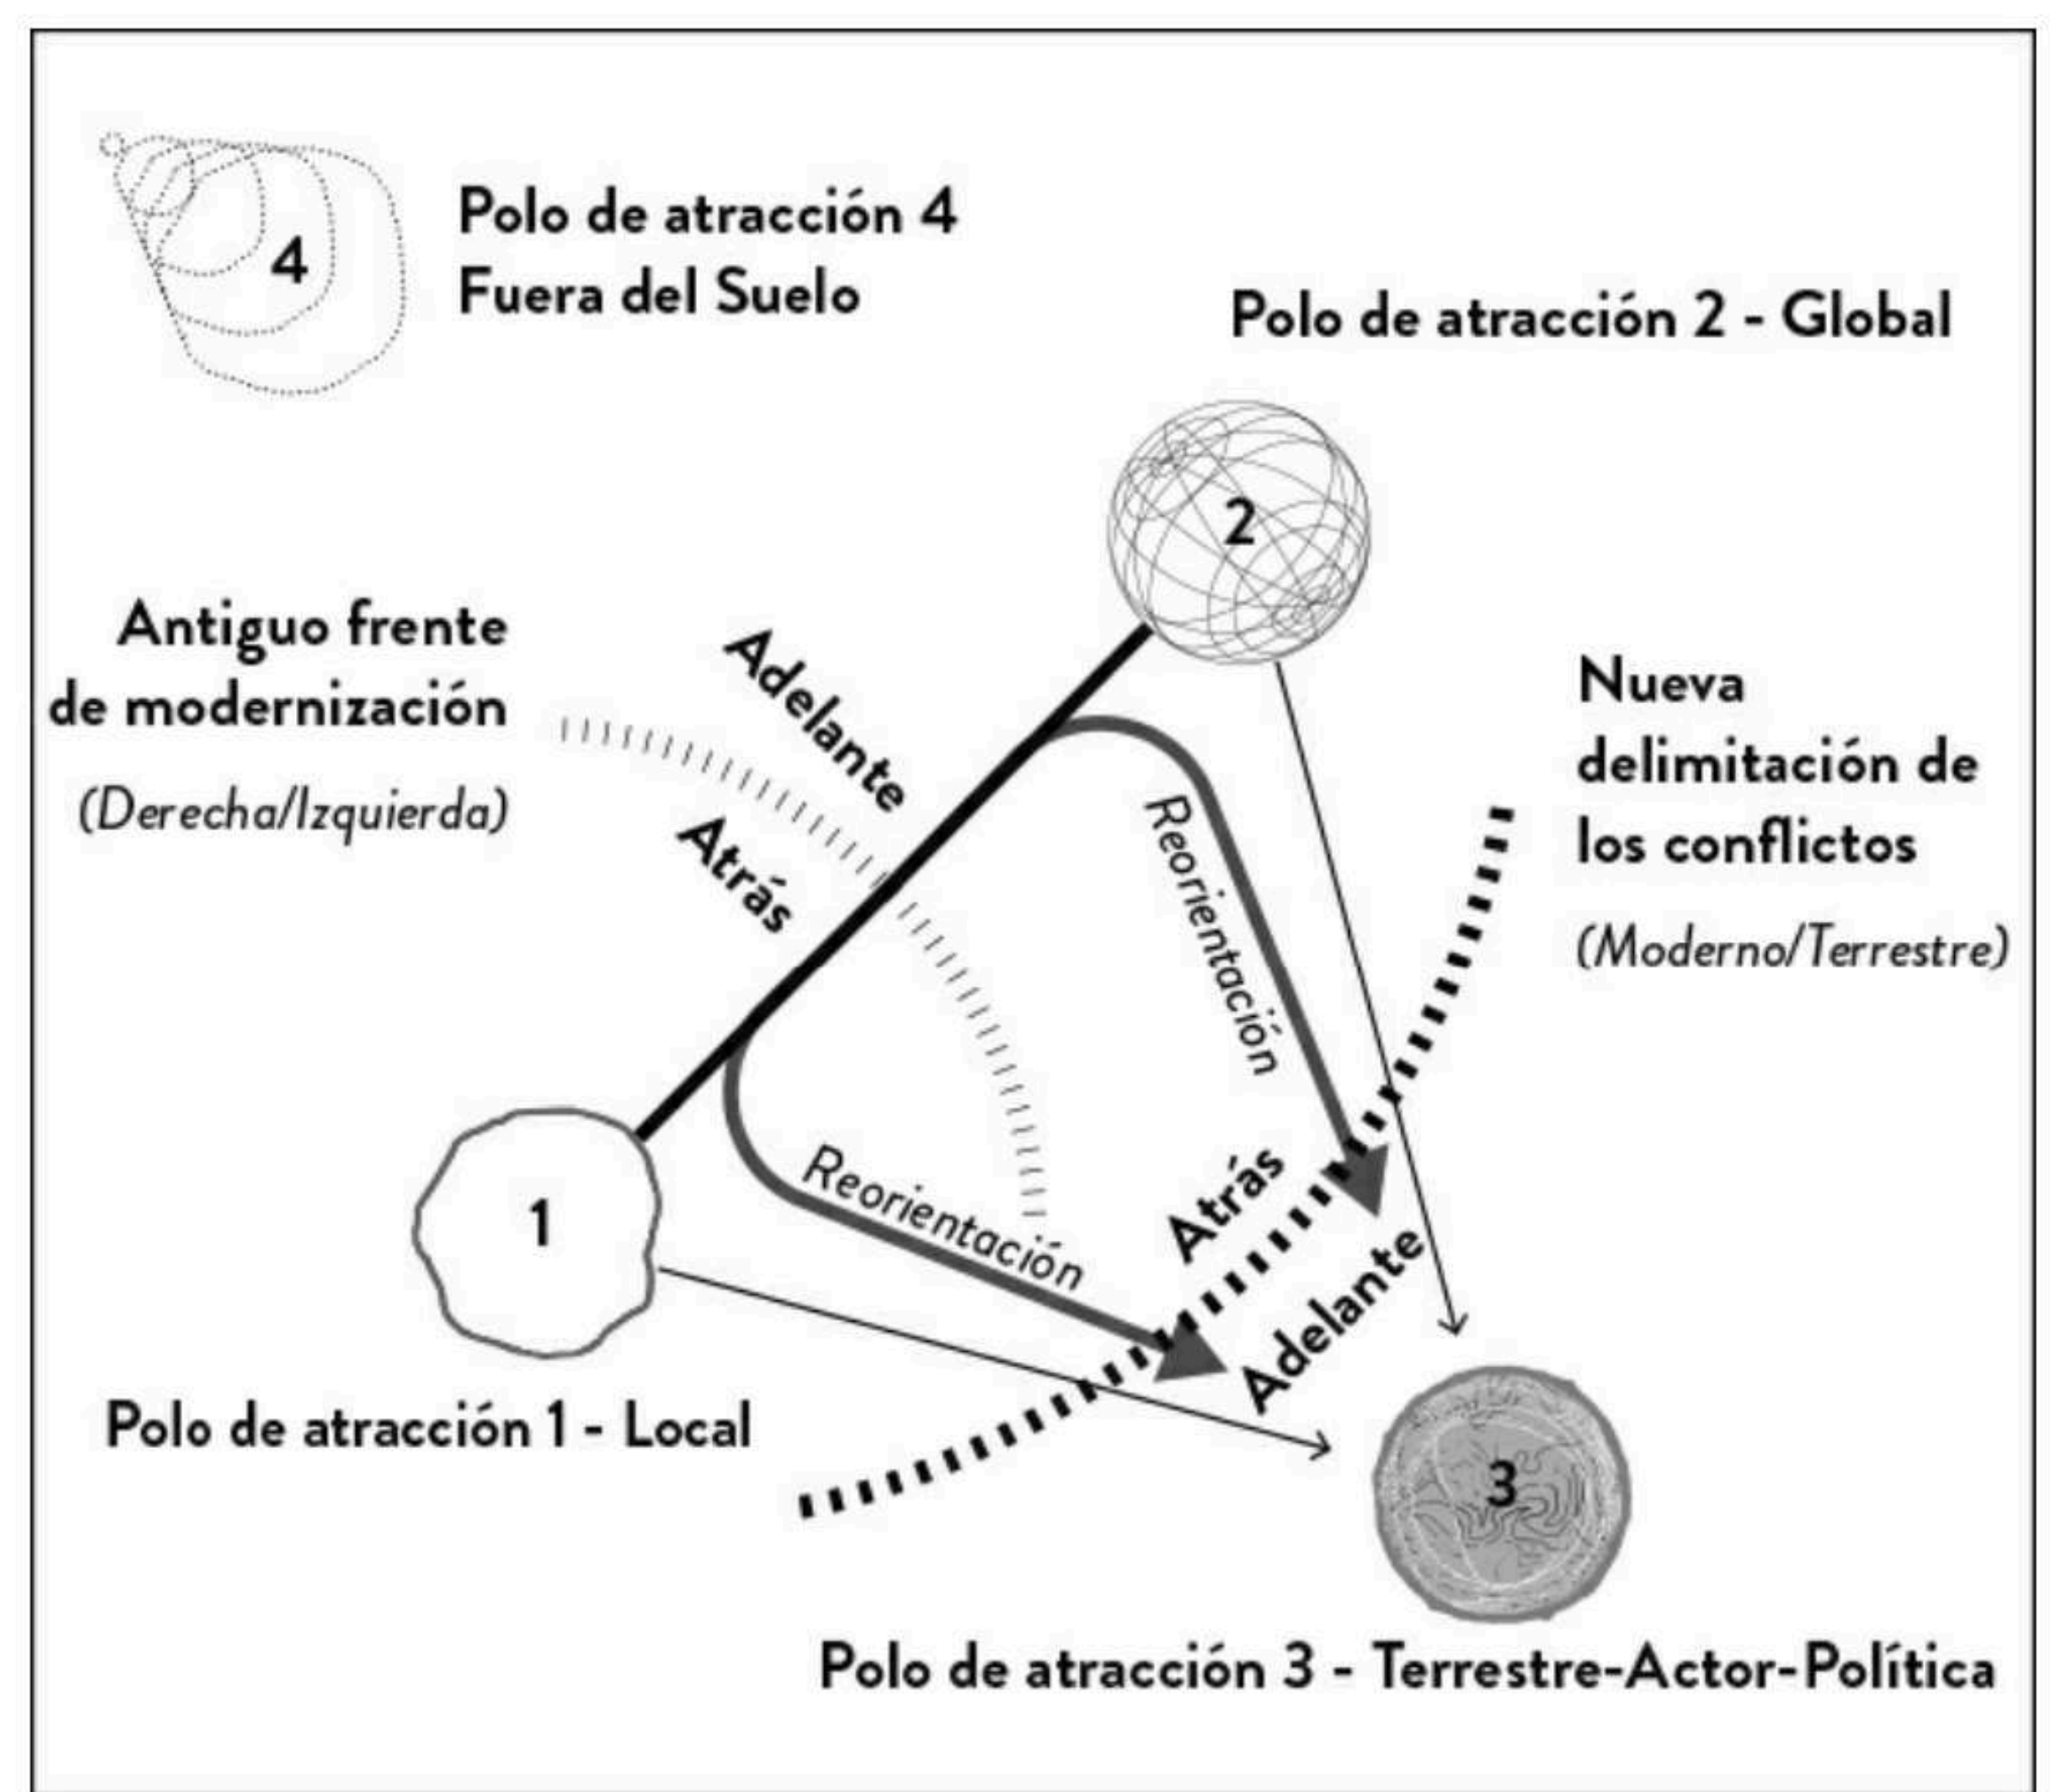 4
Polo de atracción 4
Fuera del Suelo
Polo de atracción 2 - Global
2
Antiguo frente
de modernización
(Derecha/Izquierda)
Adelante
Atrás
Nueva
delimitación de
los conflictos
(Moderno/Terrestre)
Reorientación
Reorientación
Atrás
Adelante
1
Polo de atracción 1 - Local
3
Polo de atracción 3 - Terrestre-Actor-Política